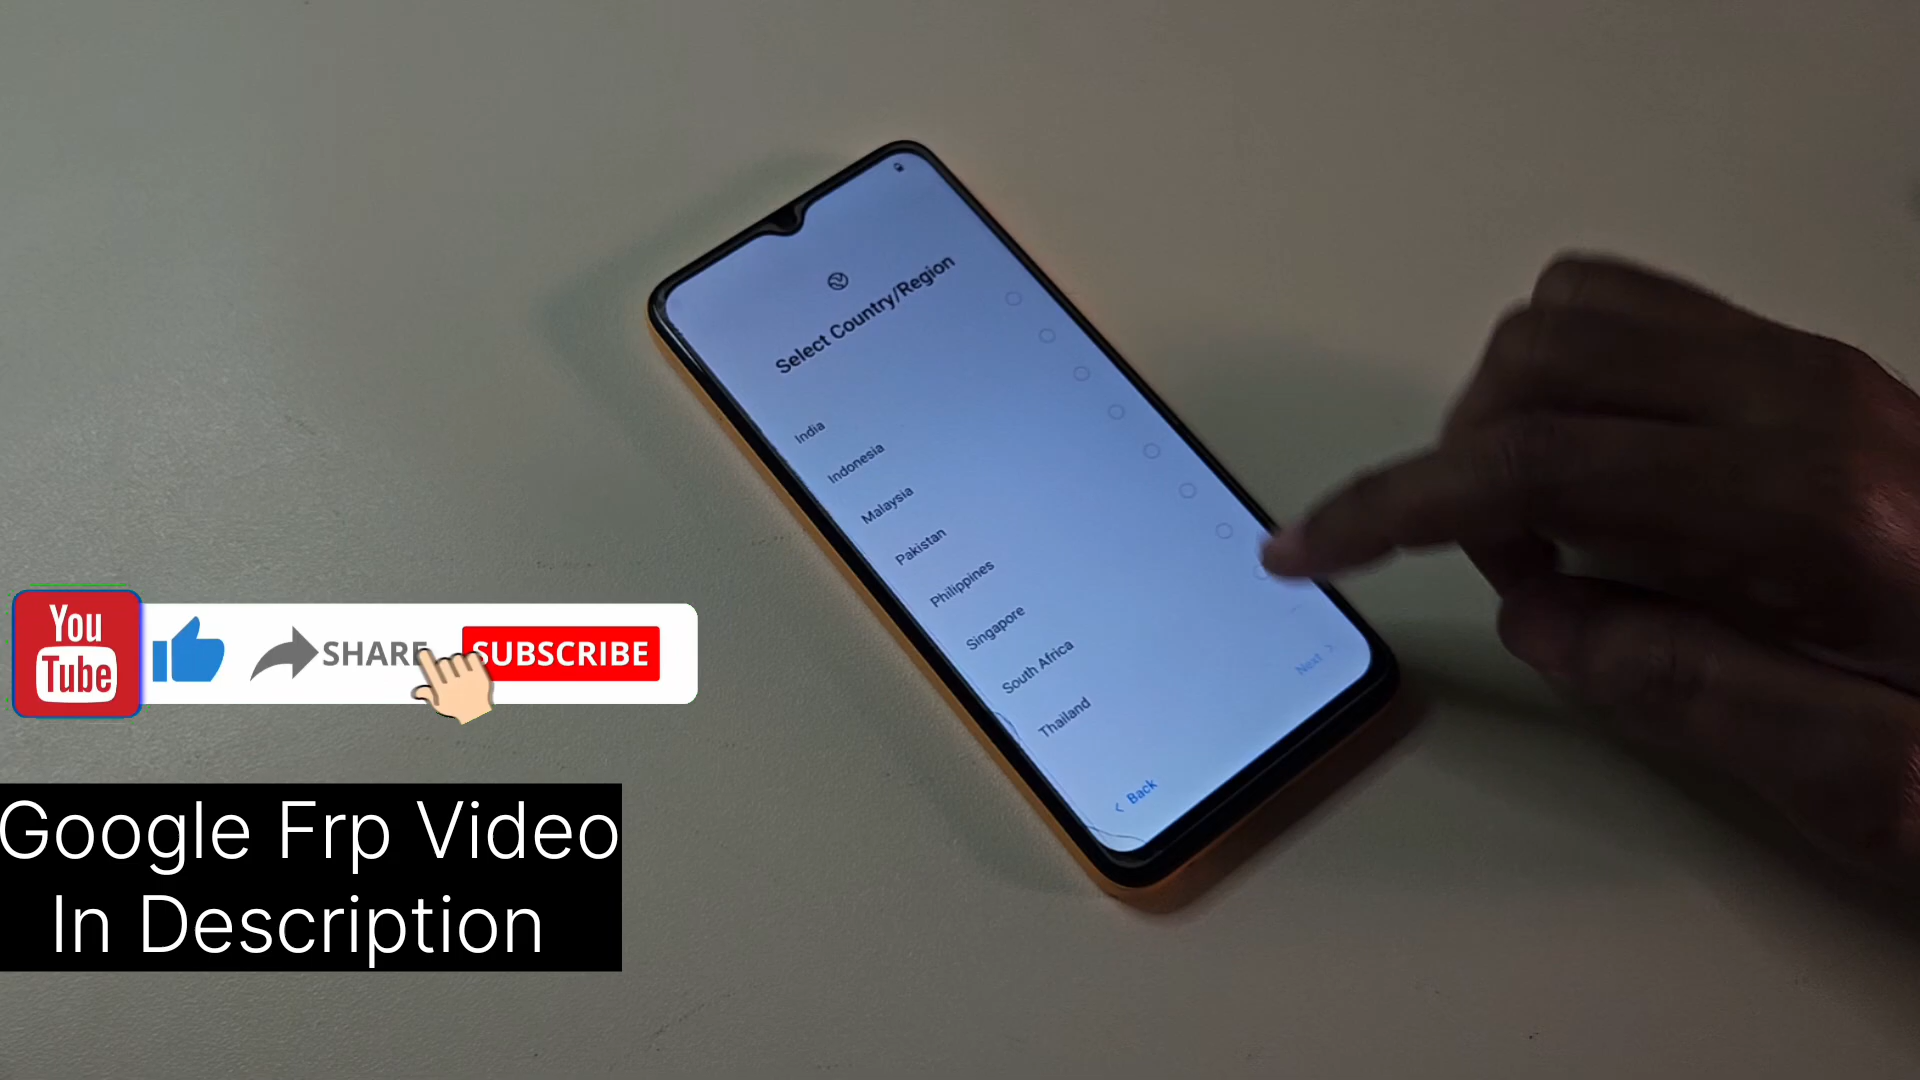 Select Country/Region
India
Indonesia
Malaysia
Pakistan
Philippines
Singapore
South Africa
Thailand
< Back
Next >
You
Tube
SHARE
SUBSCRIBE
Google Frp Video
In Description